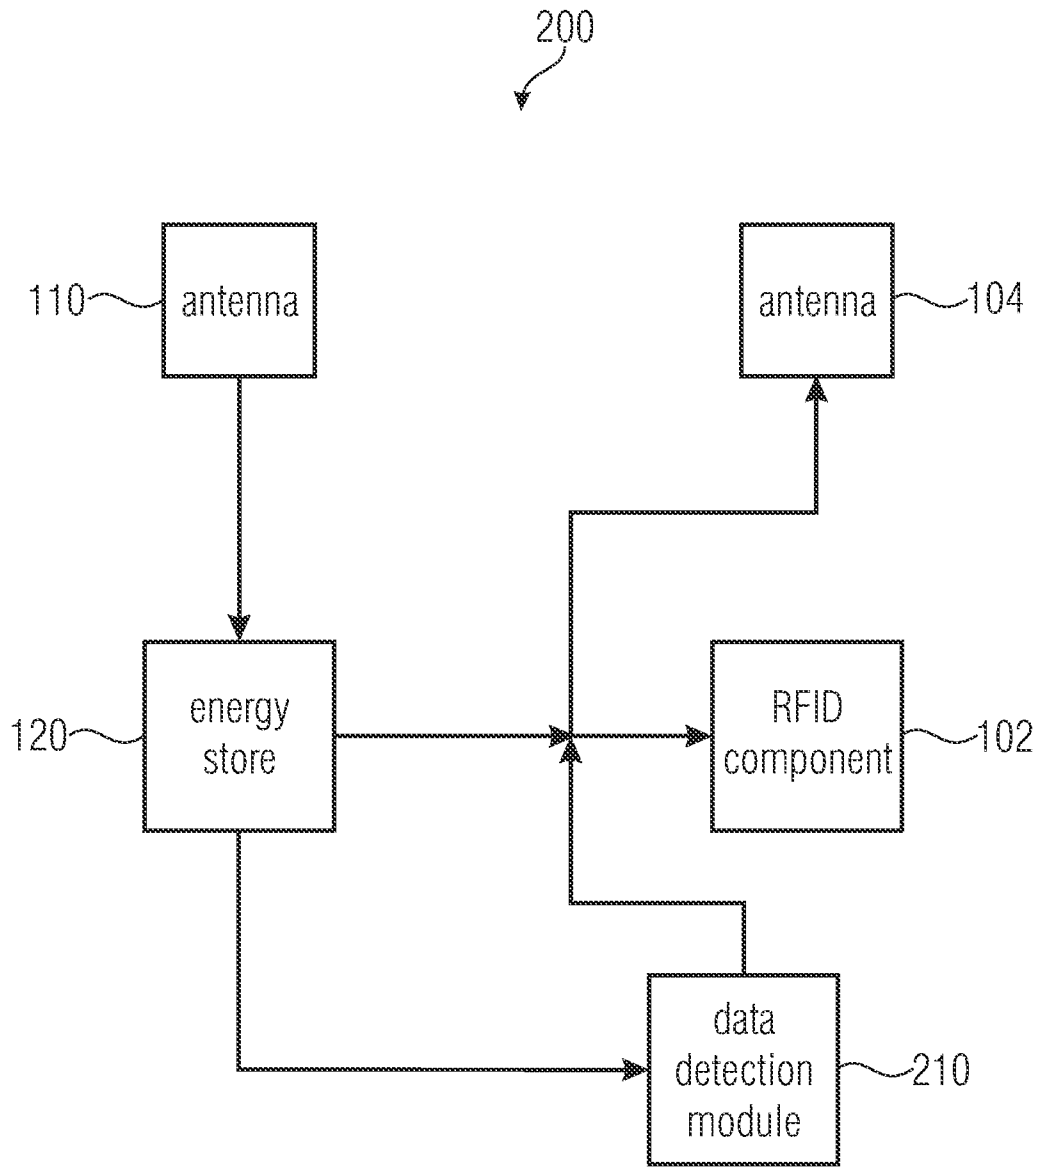 200
110
antenna
antenna
104
120
energy
store
RFID
component
102
data
detection
module
210